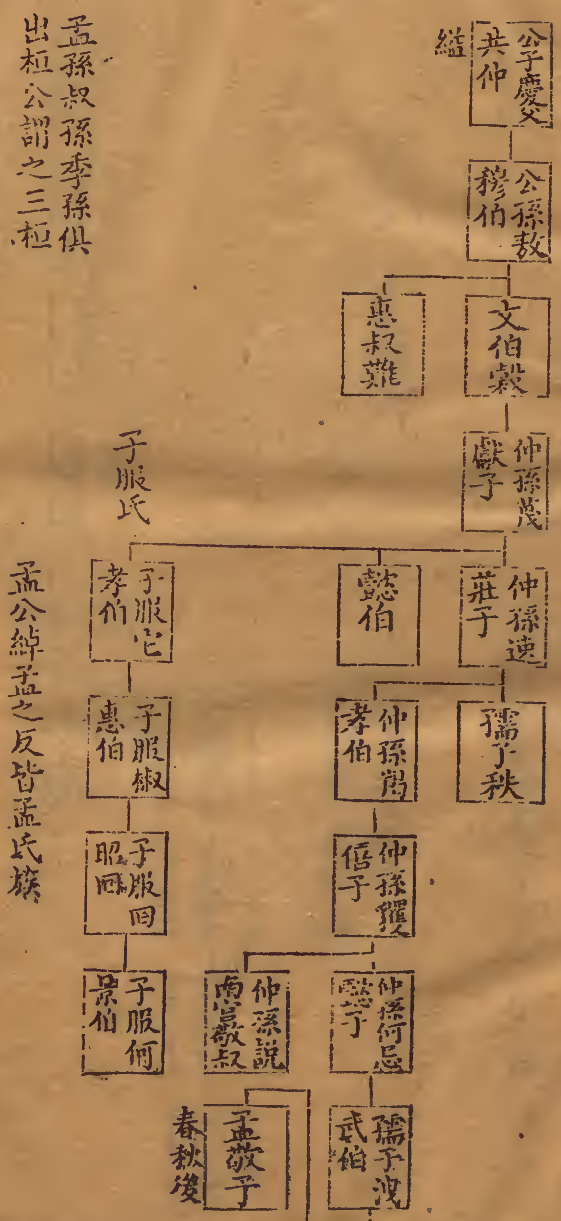 公子慶父
共仲
緇
公孫敖
穆伯
文伯穀
惠叔難
仲孫蔑
獻子
仲孫速
莊子
懿伯
子服氏
子服它
孝伯
孺子秩
仲孫羯
孝伯
子服椒
惠伯
仲孫貜
僖子
子服回
昭伯
仲孫何忌
懿子
仲孫說
南宮敬叔
子服何
景伯
孺子洩
武伯
孟敬子
春秋後
孟孫叔孫季孫俱
出桓公謂之三桓
孟公綽孟之反皆孟氏族